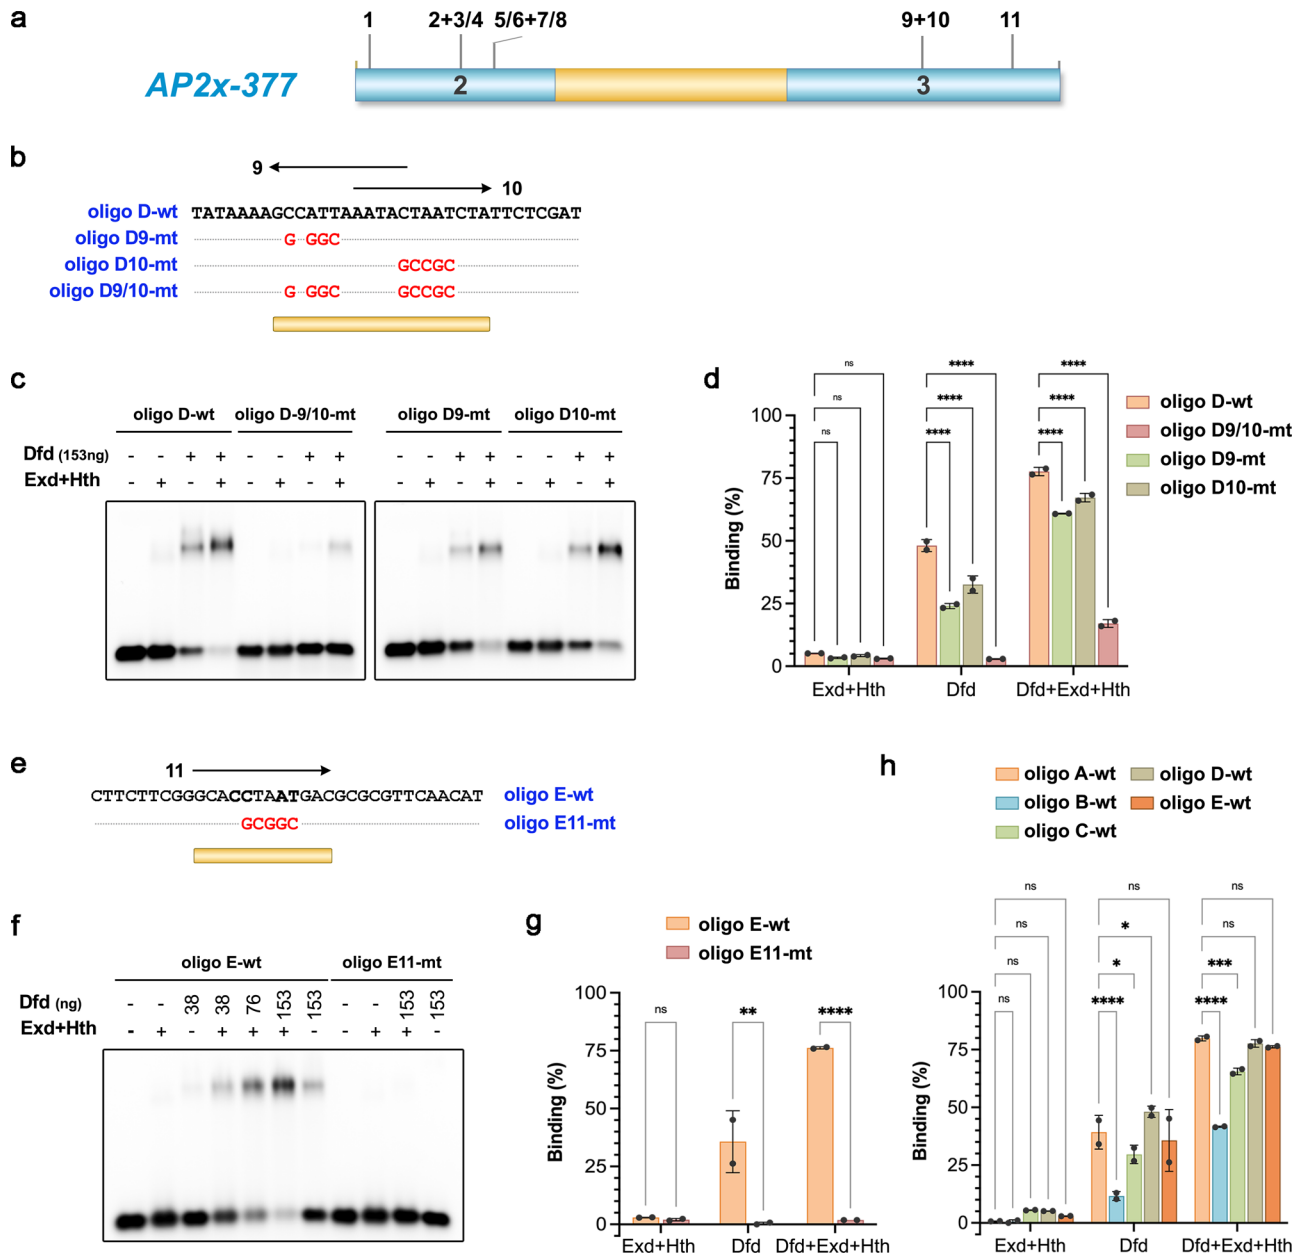 a
1 2+3/4 5/6+7/8 9+10 11
AP2x-377
2 3
b
9
10
oligo D-wt TATAAAAGCCATTAAATACTAATCTATTCTCGAT
oligo D9-mt G GGC
oligo D10-mt GCCGC
oligo D9/10-mt G GGC GCCGC
c
oligo D-wt oligo D-9/10-mt oligo D9-mt oligo D10-mt
Dfd (153ng) - - + + - - + + - - + + - - + +
Exd+Hth - + - + - + - + - + - + - + - +
d
ns **** ****
ns **** ****
ns **** ****
100
75
50
25
0
Binding (%)
Exd+Hth Dfd Dfd+Exd+Hth
oligo D-wt
oligo D9/10-mt
oligo D9-mt
oligo D10-mt
e
11
CTTCTTCGGGCACCTAATGACGCGCGTTCAACAT oligo E-wt
GCGGC oligo E11-mt
f
oligo E-wt oligo E11-mt
Dfd (ng) - - 38 38 76 153 153 - - 153 153
Exd+Hth - + - + + + - - + + -
g
oligo E-wt
oligo E11-mt
100
75
50
25
0
Binding (%)
ns ** ****
Exd+Hth Dfd Dfd+Exd+Hth
h
oligo A-wt oligo D-wt
oligo B-wt oligo E-wt
oligo C-wt
ns ns ns
ns *
ns * ***
ns **** ****
100
75
50
25
0
Binding (%)
Exd+Hth Dfd Dfd+Exd+Hth